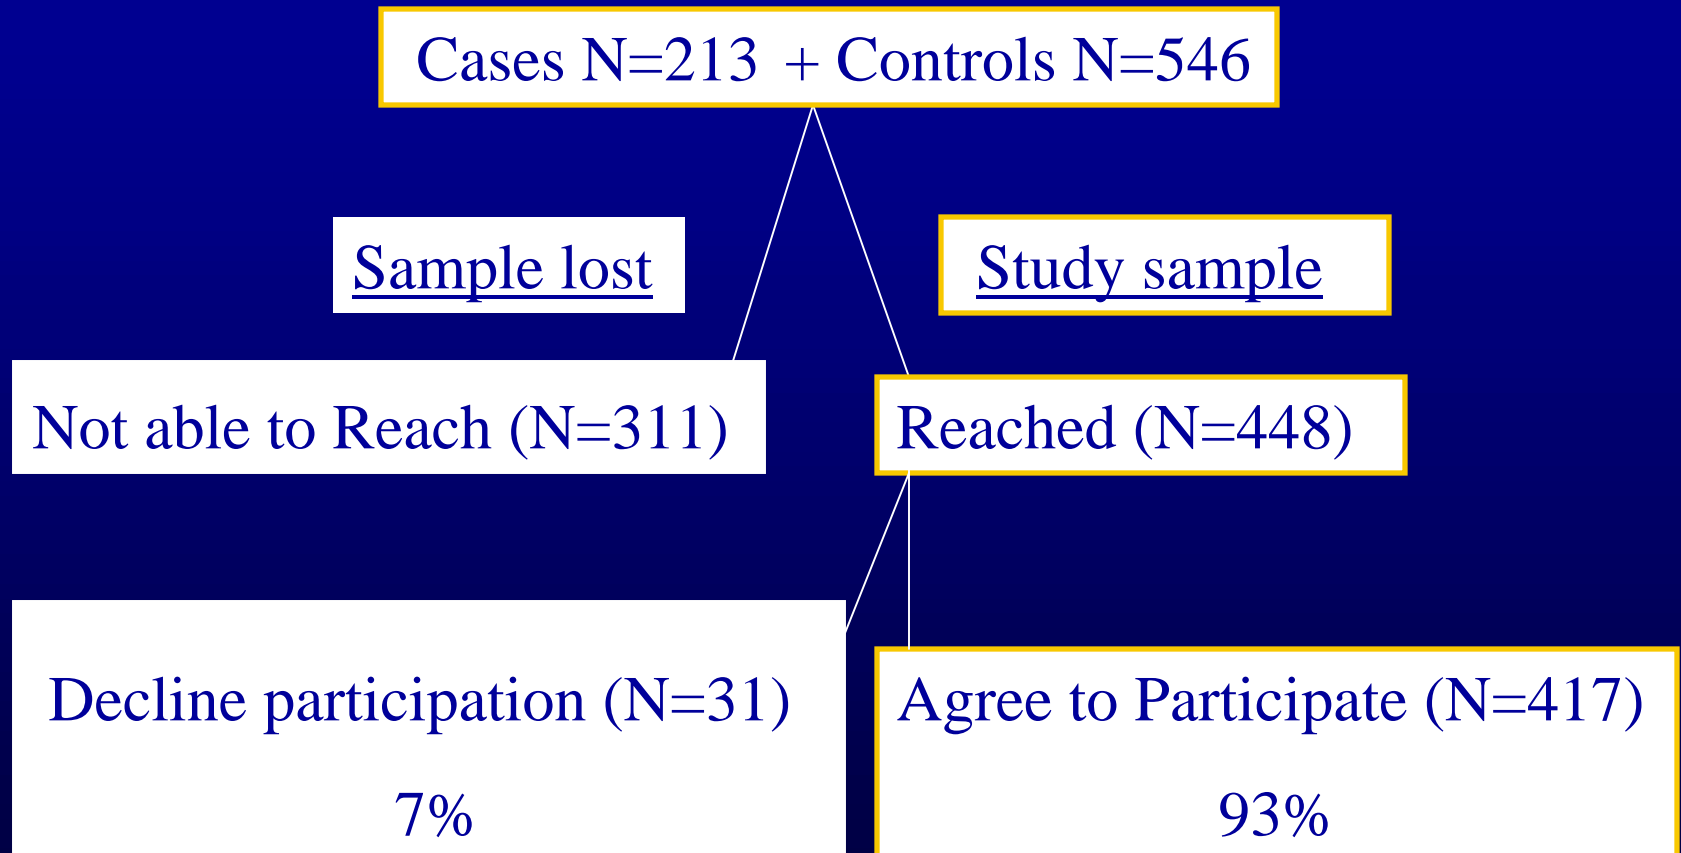 Cases N=213 + Controls N=546
Sample lost
Study sample
Not able to Reach (N=311)
Reached (N=448)
Decline participation (N=31)
7%
Agree to Participate (N=417)
93%